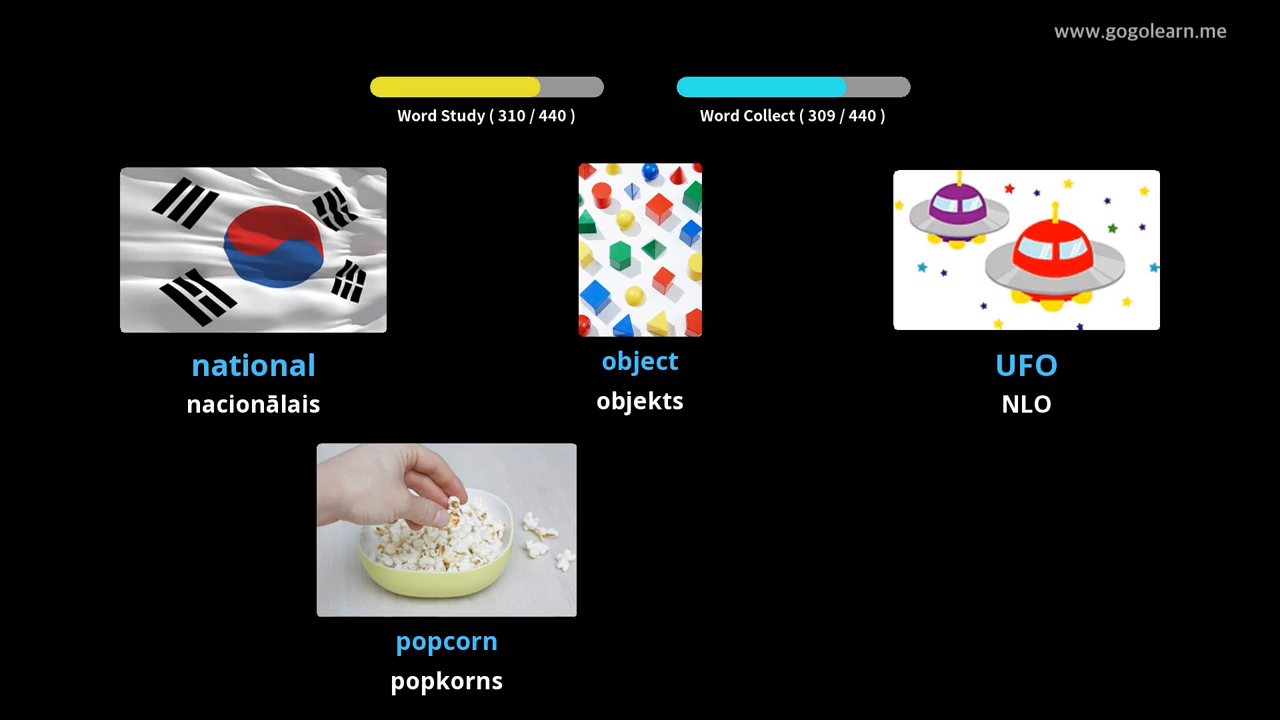 www.gogolearn.me
Word Study ( 310 / 440 )
Word Collect ( 309 / 440 )
national
nacionālais
object
objekts
UFO
NLO
popcorn
popkorns